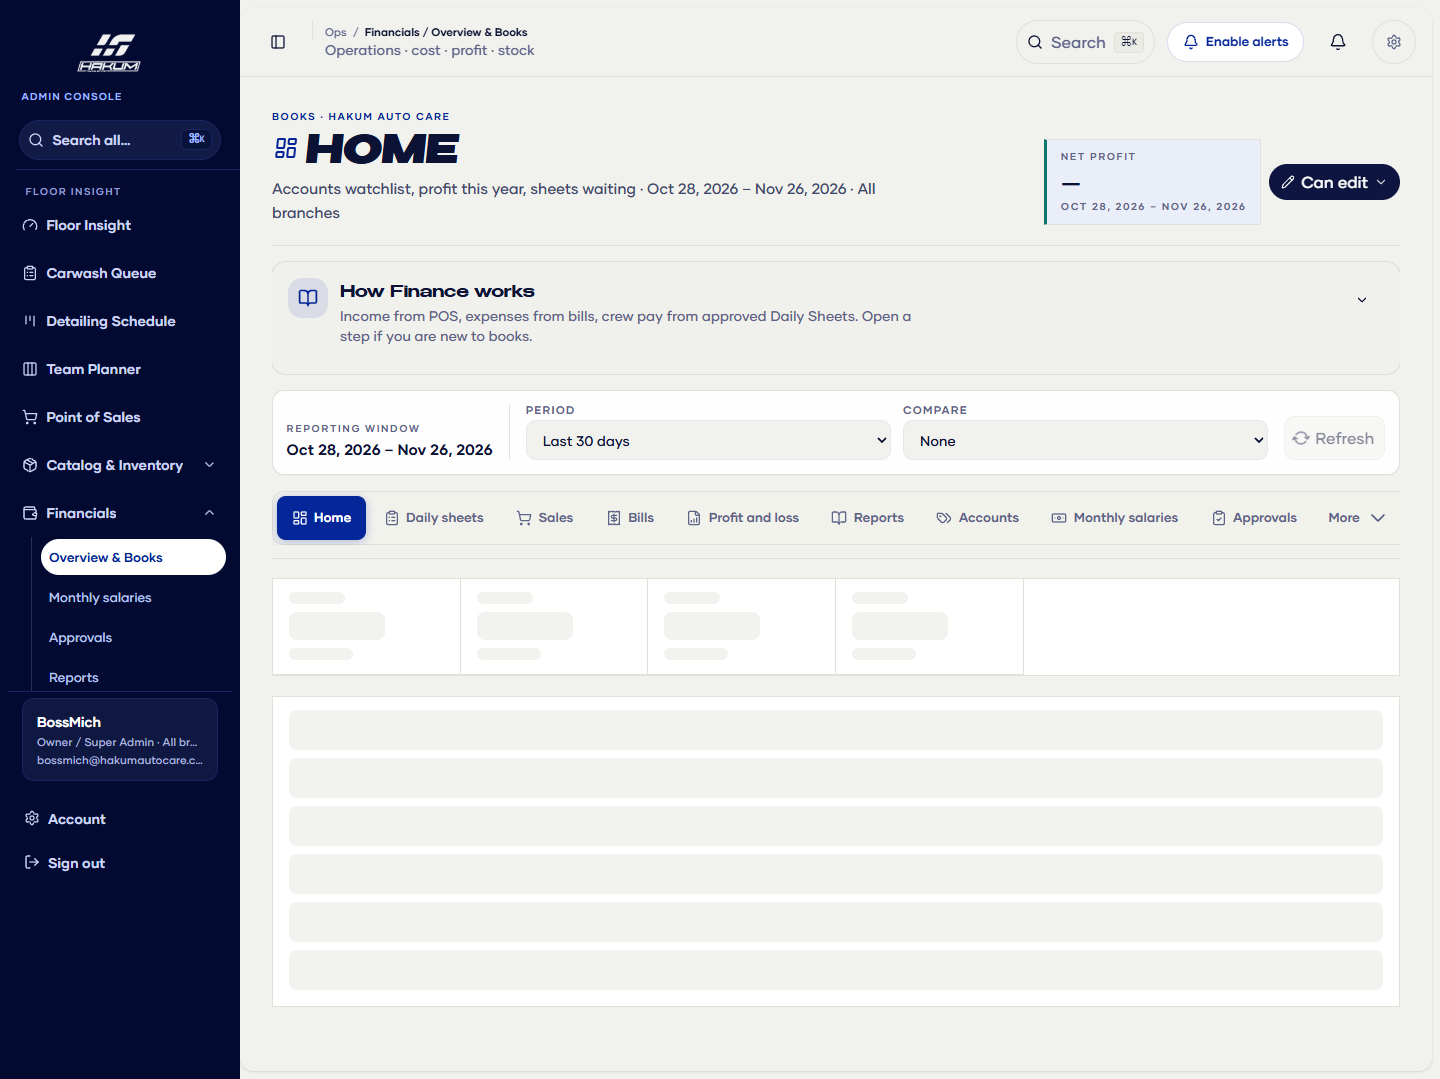 HAKUM
ADMIN CONSOLE
Search all... ⌘K
FLOOR INSIGHT
Floor Insight
Carwash Queue
Detailing Schedule
Team Planner
Point of Sales
Catalog & Inventory
Financials
Overview & Books
Monthly salaries
Approvals
Reports
BossMich
Owner / Super Admin · All br...
bossmich@hakumautocare.c...
Account
Sign out
Ops / Financials / Overview & Books
Operations · cost · profit · stock
Search ⌘K
Enable alerts
BOOKS · HAKUM AUTO CARE
HOME
Accounts watchlist, profit this year, sheets waiting · Oct 28, 2026 – Nov 26, 2026 · All
branches
NET PROFIT
—
OCT 28, 2026 – NOV 26, 2026
Can edit
How Finance works
Income from POS, expenses from bills, crew pay from approved Daily Sheets. Open a
step if you are new to books.
REPORTING WINDOW
Oct 28, 2026 – Nov 26, 2026
PERIOD
Last 30 days
COMPARE
None
Refresh
Home
Daily sheets
Sales
Bills
Profit and loss
Reports
Accounts
Monthly salaries
Approvals
More